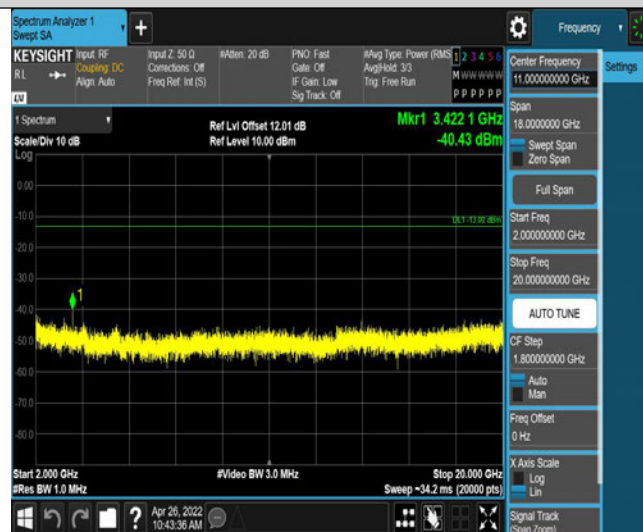 Spectrum Analyzer 1
Swept SA
Frequency
KEYSIGHT
RL
Input: RF
Coupling: DC
Align: Auto
Input Z: 50 Ω
Corrections: Off
Freq Ref: Int (S)
#Atten: 20 dB
PNO: Fast
Gate: Off
IF Gain: Low
Sig Track: Off
#Avg Type: Power (RMS
Avg|Hold: 3/3
Trig: Free Run
1 2 3 4 5 6
M W W W W W
P P P P P P
LXI
1 Spectrum
Scale/Div 10 dB
Log
Ref Lvl Offset 12.01 dB
Ref Level 10.00 dBm
Mkr1 3.422 1 GHz
-40.43 dBm
0.00
-10.0
DL1 -13.00 dBm
-20.0
-30.0
1
-40.0
-50.0
-60.0
-70.0
-80.0
Start 2.000 GHz
#Res BW 1.0 MHz
#Video BW 3.0 MHz
Stop 20.000 GHz
Sweep ~34.2 ms (20000 pts)
Center Frequency
11.000000000 GHz
Settings
Span
18.0000000 GHz
Swept Span
Zero Span
Full Span
Start Freq
2.000000000 GHz
Stop Freq
20.000000000 GHz
AUTO TUNE
CF Step
1.800000000 GHz
Auto
Man
Freq Offset
0 Hz
X Axis Scale
Log
Lin
Signal Track
(Span Zoom)
?
Apr 26, 2022
10:43:36 AM